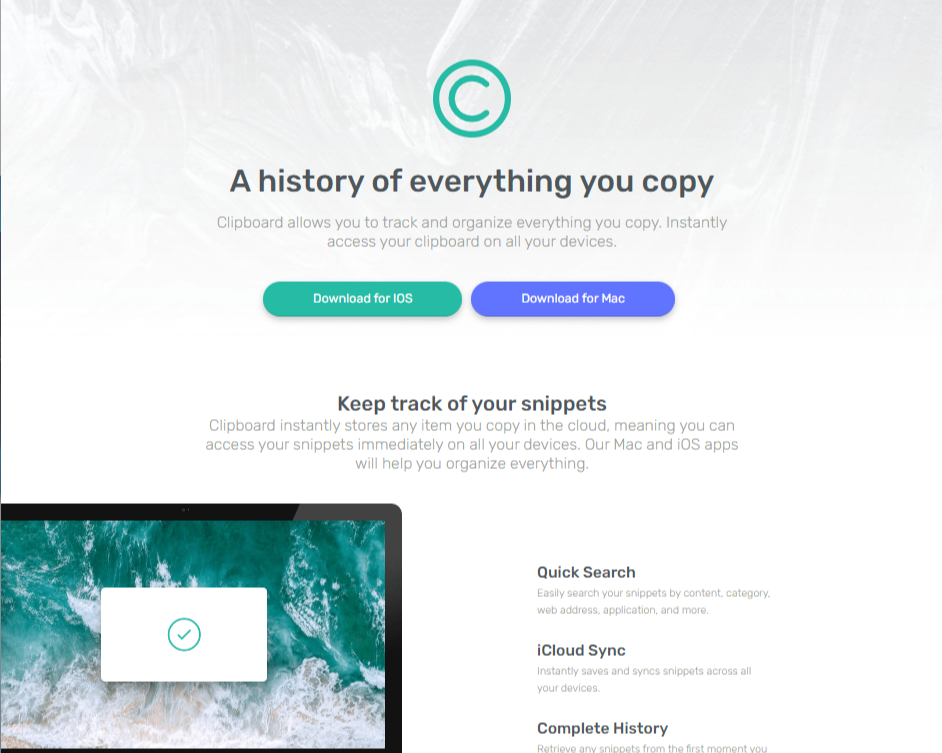 A history of everything you copy
Clipboard allows you to track and organize everything you copy. Instantly
access your clipboard on all your devices.
Download for IOS
Download for Mac
Keep track of your snippets
Clipboard instantly stores any item you copy in the cloud, meaning you can
access your snippets immediately on all your devices. Our Mac and iOS apps
will help you organize everything.
Quick Search
Easily search your snippets by content, category,
web address, application, and more.
iCloud Sync
Instantly saves and syncs snippets across all
your devices.
Complete History
Retrieve any snippets from the first moment you